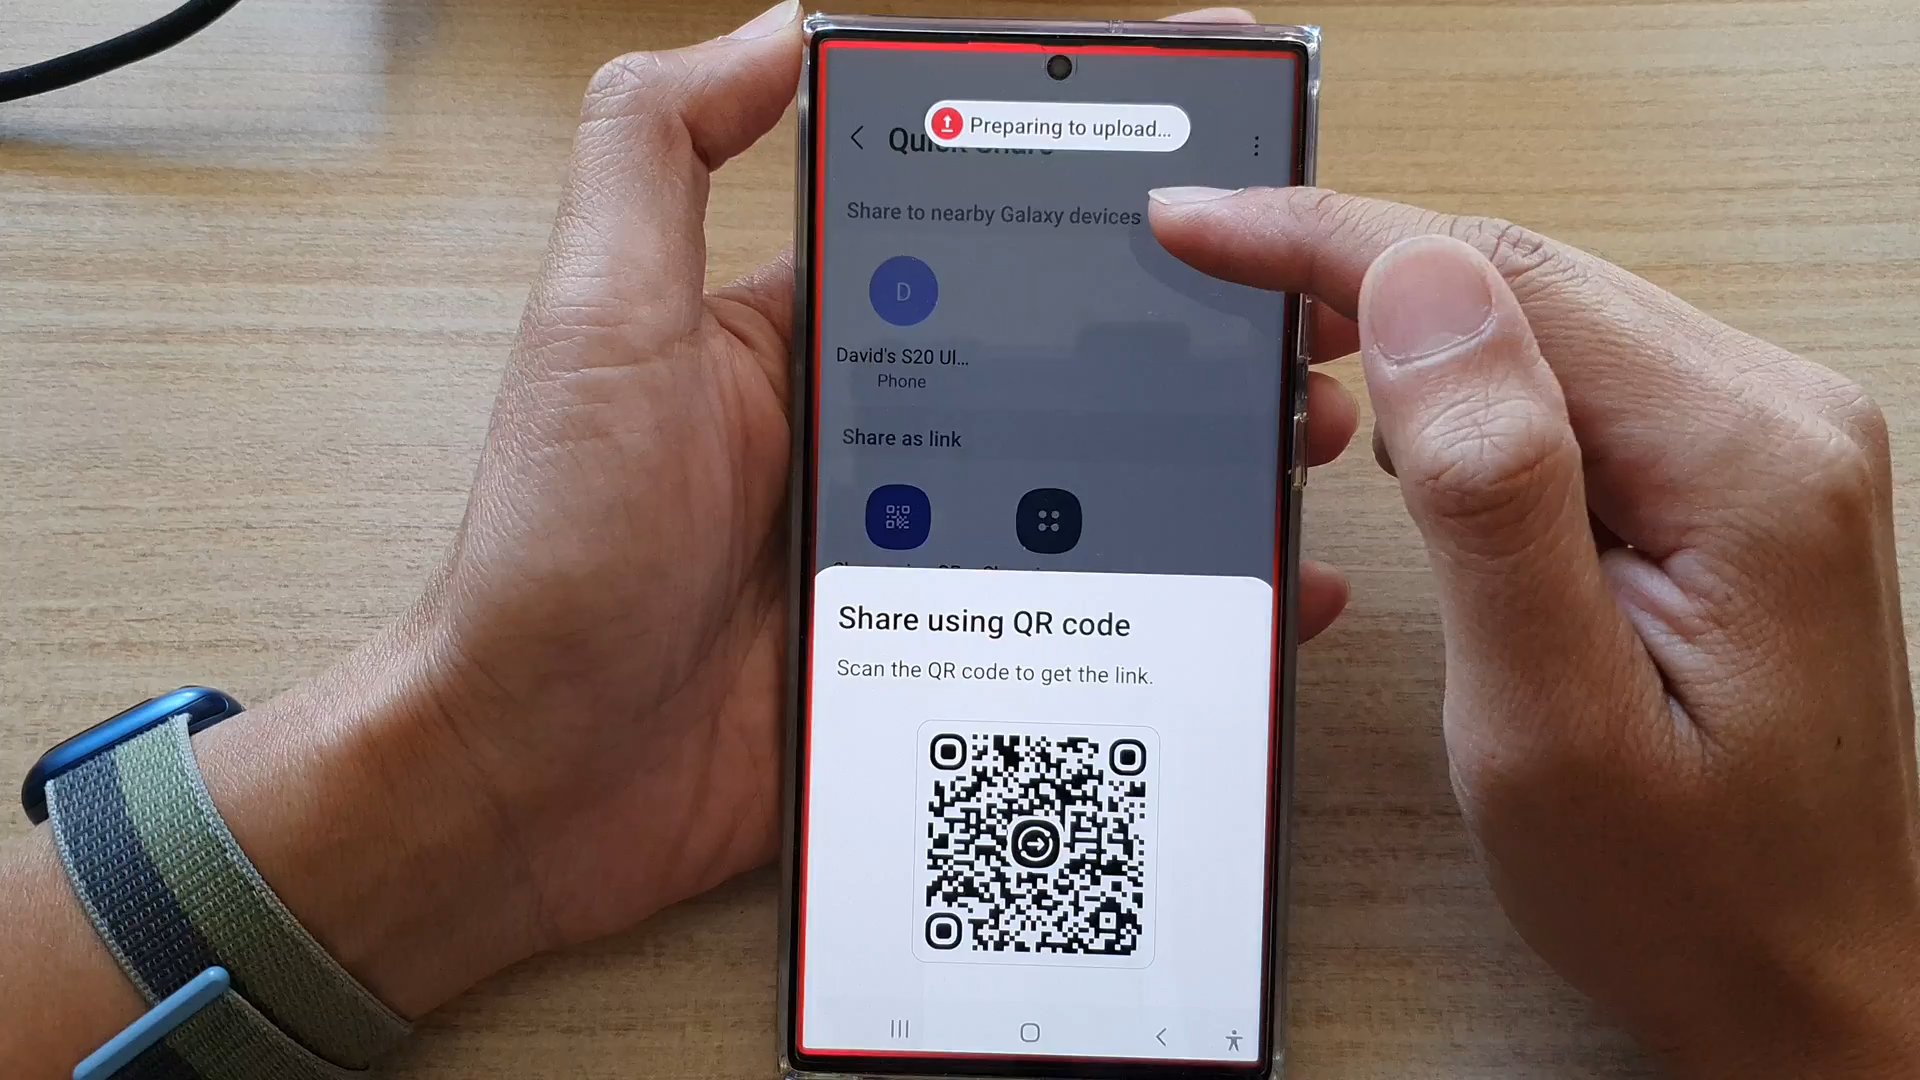 Preparing to upload...
Share to nearby Galaxy devices
D
David's S20 Ul...
Phone
Share as link
Share using QR code
Scan the QR code to get the link.